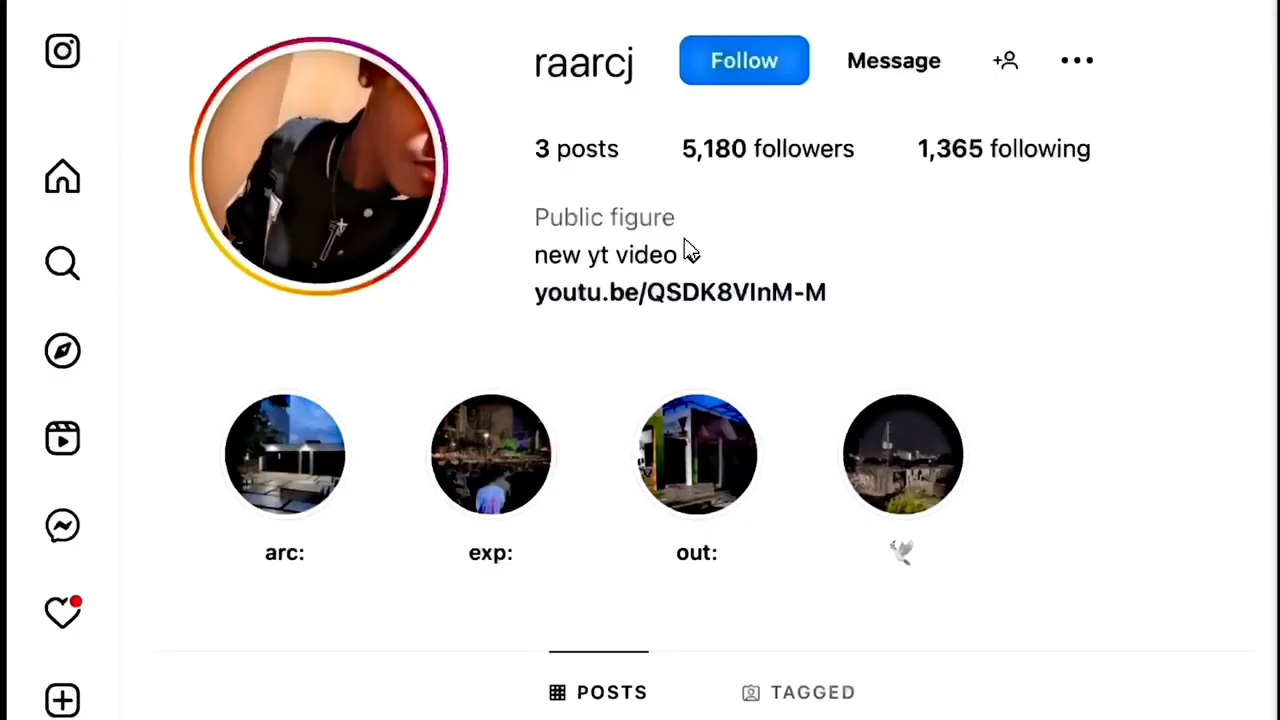 raarcj Follow Message
3 posts 5,180 followers 1,365 following
Public figure
new yt video
youtu.be/QSDK8VInM-M
arc: exp: out: 🕊️
POSTS TAGGED